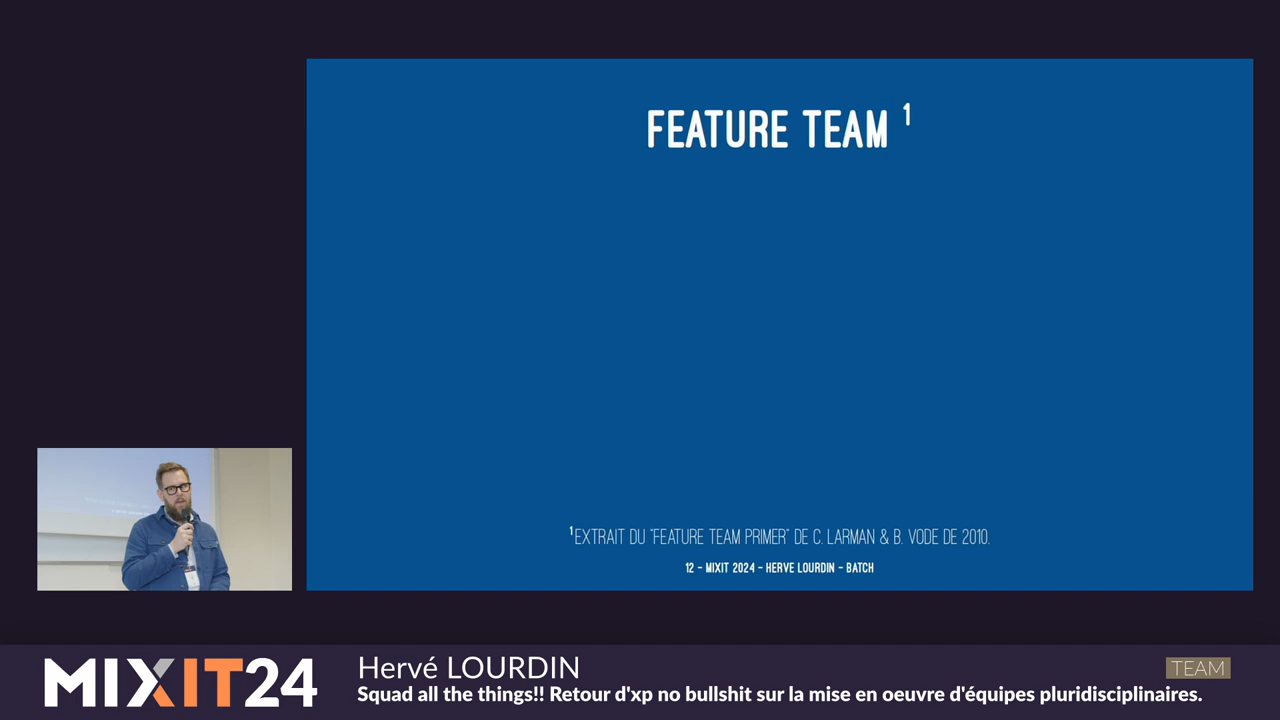 FEATURE TEAM ¹
¹EXTRAIT DU "FEATURE TEAM PRIMER" DE C. LARMAN & B. VODE DE 2010.
12 - MIXIT 2024 - HERVE LOURDIN - BATCH
MIXIT24
Hervé LOURDIN
TEAM
Squad all the things!! Retour d'xp no bullshit sur la mise en oeuvre d'équipes pluridisciplinaires.